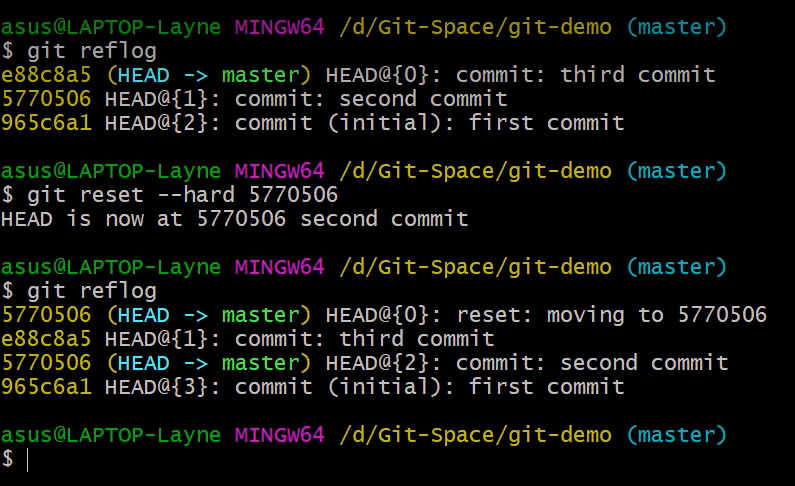 asus@LAPTOP-Layne MINGW64 /d/Git-Space/git-demo (master)
$ git reflog
e88c8a5 (HEAD -> master) HEAD@{0}: commit: third commit
5770506 HEAD@{1}: commit: second commit
965c6a1 HEAD@{2}: commit (initial): first commit
asus@LAPTOP-Layne MINGW64 /d/Git-Space/git-demo (master)
$ git reset --hard 5770506
HEAD is now at 5770506 second commit
asus@LAPTOP-Layne MINGW64 /d/Git-Space/git-demo (master)
$ git reflog
5770506 (HEAD -> master) HEAD@{0}: reset: moving to 5770506
e88c8a5 HEAD@{1}: commit: third commit
5770506 (HEAD -> master) HEAD@{2}: commit: second commit
965c6a1 HEAD@{3}: commit (initial): first commit
asus@LAPTOP-Layne MINGW64 /d/Git-Space/git-demo (master)
$